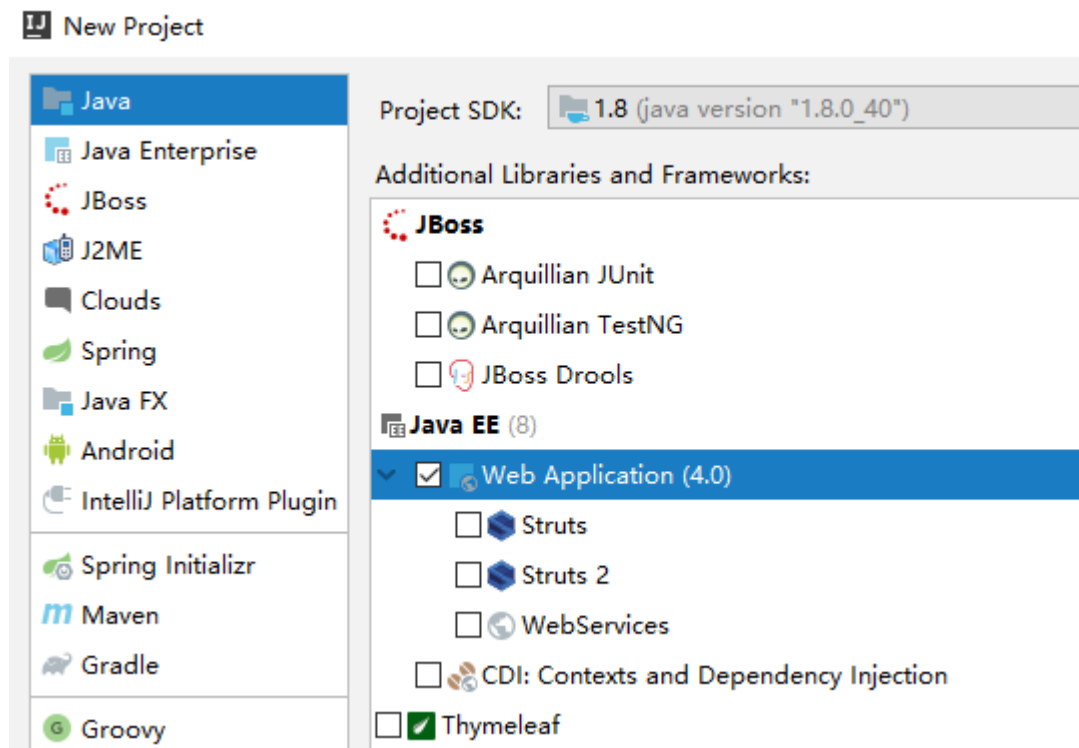 New Project
Java
Java Enterprise
JBoss
J2ME
Clouds
Spring
Java FX
Android
IntelliJ Platform Plugin
Spring Initializr
Maven
Gradle
Groovy
Project SDK: 1.8 (java version "1.8.0_40")
Additional Libraries and Frameworks:
JBoss
Arquillian JUnit
Arquillian TestNG
JBoss Drools
Java EE (8)
Web Application (4.0)
Struts
Struts 2
WebServices
CDI: Contexts and Dependency Injection
Thymeleaf